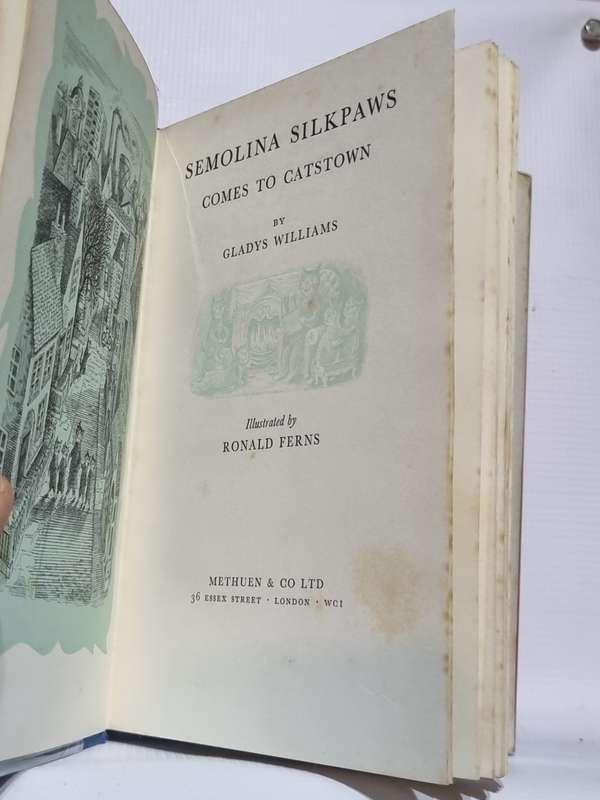 SEMOLINA SILKPAWS
COMES TO CATSTOWN
BY
GLADYS WILLIAMS
Illustrated by
RONALD FERNS
METHUEN & CO LTD
36 ESSEX STREET · LONDON · WC1